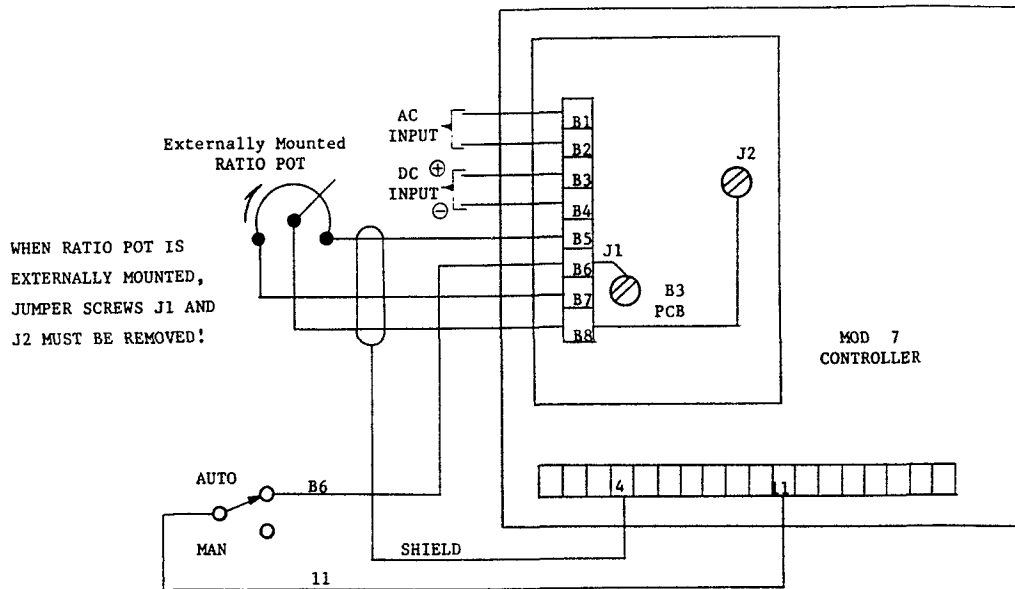 AC
INPUT
Externally Mounted
RATIO POT
DC
INPUT
⊕
⊖
B1
B2
B3
B4
B5
B6
B7
B8
J2
J1
B3
PCB
WHEN RATIO POT IS
EXTERNALLY MOUNTED,
JUMPER SCREWS J1 AND
J2 MUST BE REMOVED!
MOD 7
CONTROLLER
AUTO
B6
MAN
4
11
SHIELD
11